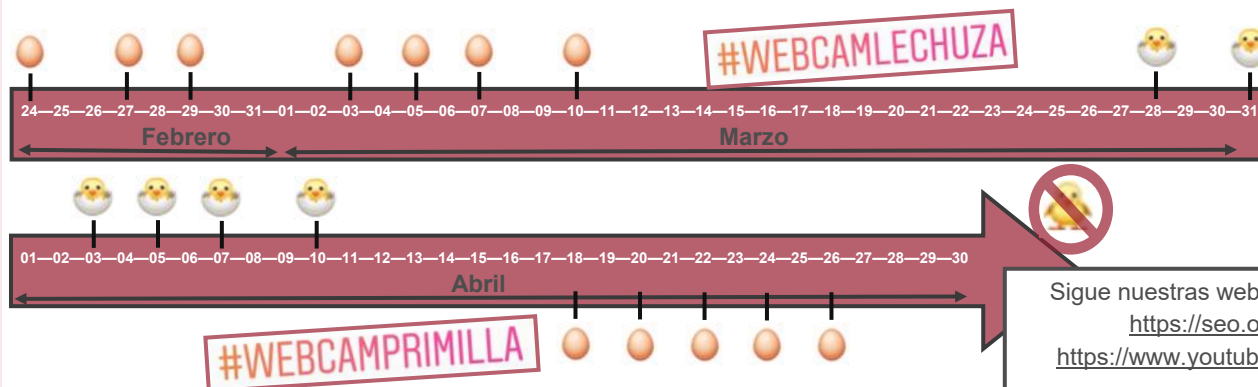 #WEBCAMLECHUZA
24—25—26—27—28—29—30—31—01—02—03—04—05—06—07—08—09—10—11—12—13—14—15—16—17—18—19—20—21—22—23—24—25—26—27—28—29—30—31
Febrero
Marzo
01—02—03—04—05—06—07—08—09—10—11—12—13—14—15—16—17—18—19—20—21—22—23—24—25—26—27—28—29—30
Abril
#WEBCAMPRIMILLA
Sigue nuestras web
https://seo.o
https://www.youtub